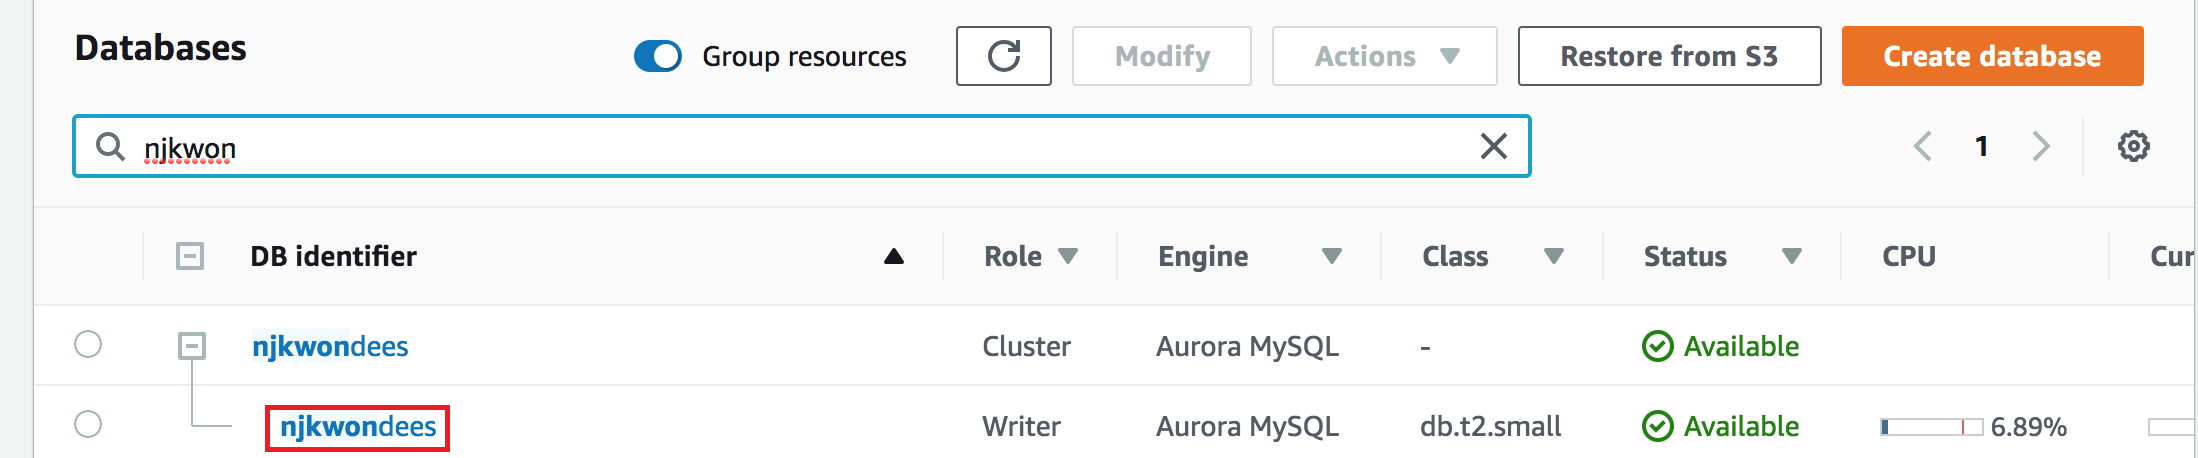 Databases
Group resources
Modify
Actions
Restore from S3
Create database
njkwon
1
DB identifier Role Engine Class Status CPU Cur
njkwondees Cluster Aurora MySQL - Available
njkwondees Writer Aurora MySQL db.t2.small Available 6.89%